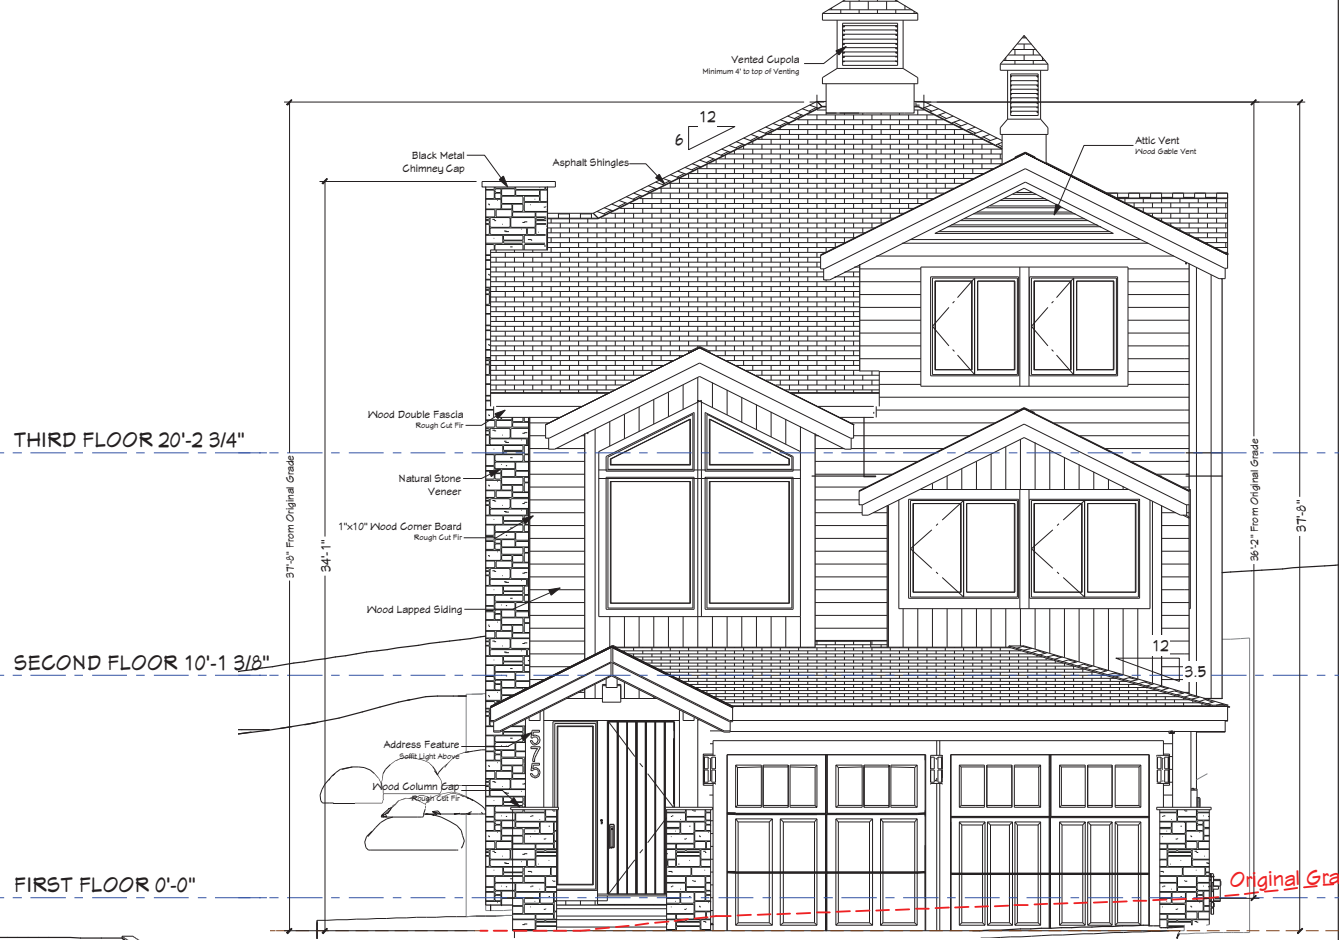 Vented Cupola
Minimum 4' to top of Venting
12
6
Attic Vent
Wood Gable Vent
Black Metal
Chimney Cap
Asphalt Shingles
Wood Double Fascia
Rough Cut Fir
THIRD FLOOR 20'-2 3/4"
Natural Stone
Veneer
37'-8" From Original Grade
34'-1"
36'-2" From Original Grade
37'-8"
1"x10" Wood Corner Board
Rough Cut Fir
Wood Lapped Siding
SECOND FLOOR 10'-1 3/8"
12
3.5
Address Feature
Soffit Light Above
575
Wood Column Cap
Rough Cut Fir
FIRST FLOOR 0'-0"
Original Gra